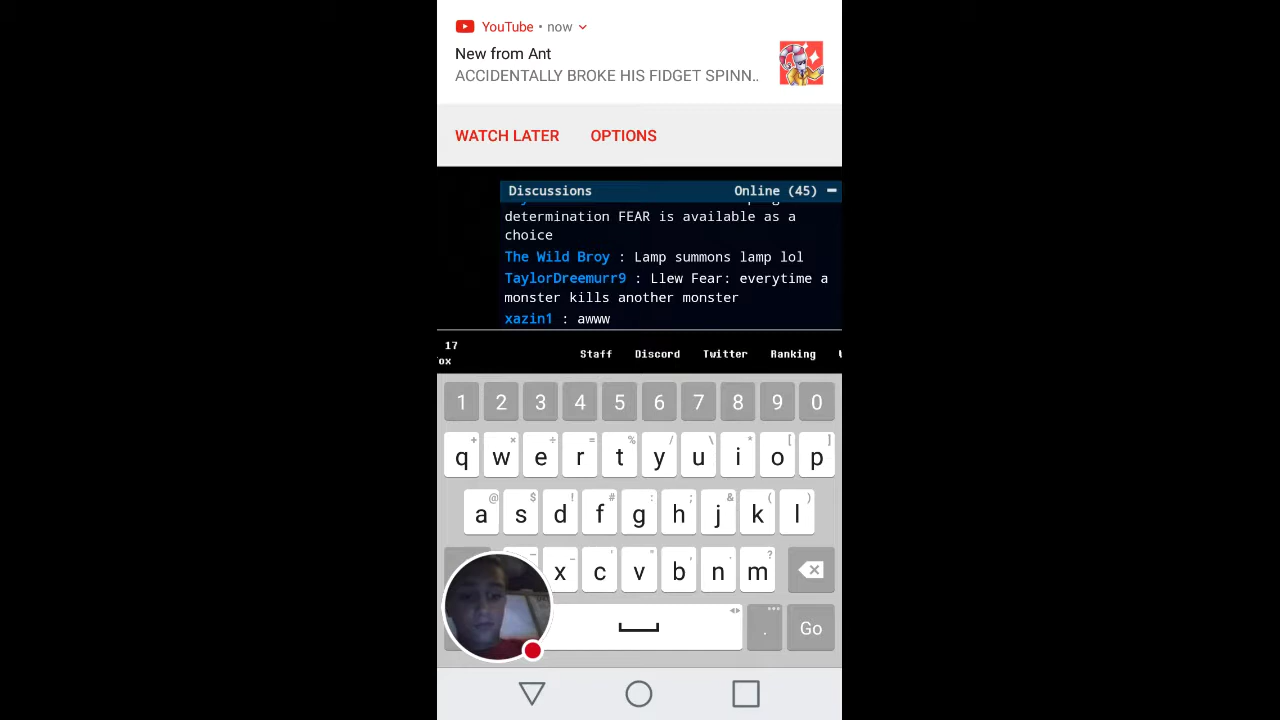 YouTube • now
New from Ant
ACCIDENTALLY BROKE HIS FIDGET SPINN..
WATCH LATER OPTIONS
Discussions Online (45) −
determination FEAR is available as a
choice
The Wild Broy : Lamp summons lamp lol
TaylorDreemurr9 : Llew Fear: everytime a
monster kills another monster
xazin1 : awww
17
ox
Staff Discord Twitter Ranking
1 2 3 4 5 6 7 8 9 0
+ × ÷ = % / \ * [ ]
q w e r t y u i o p
@ $ ! # : ; & ( )
a s d f g h j k l
- _ ' " , . ?
x c v b n m
. Go